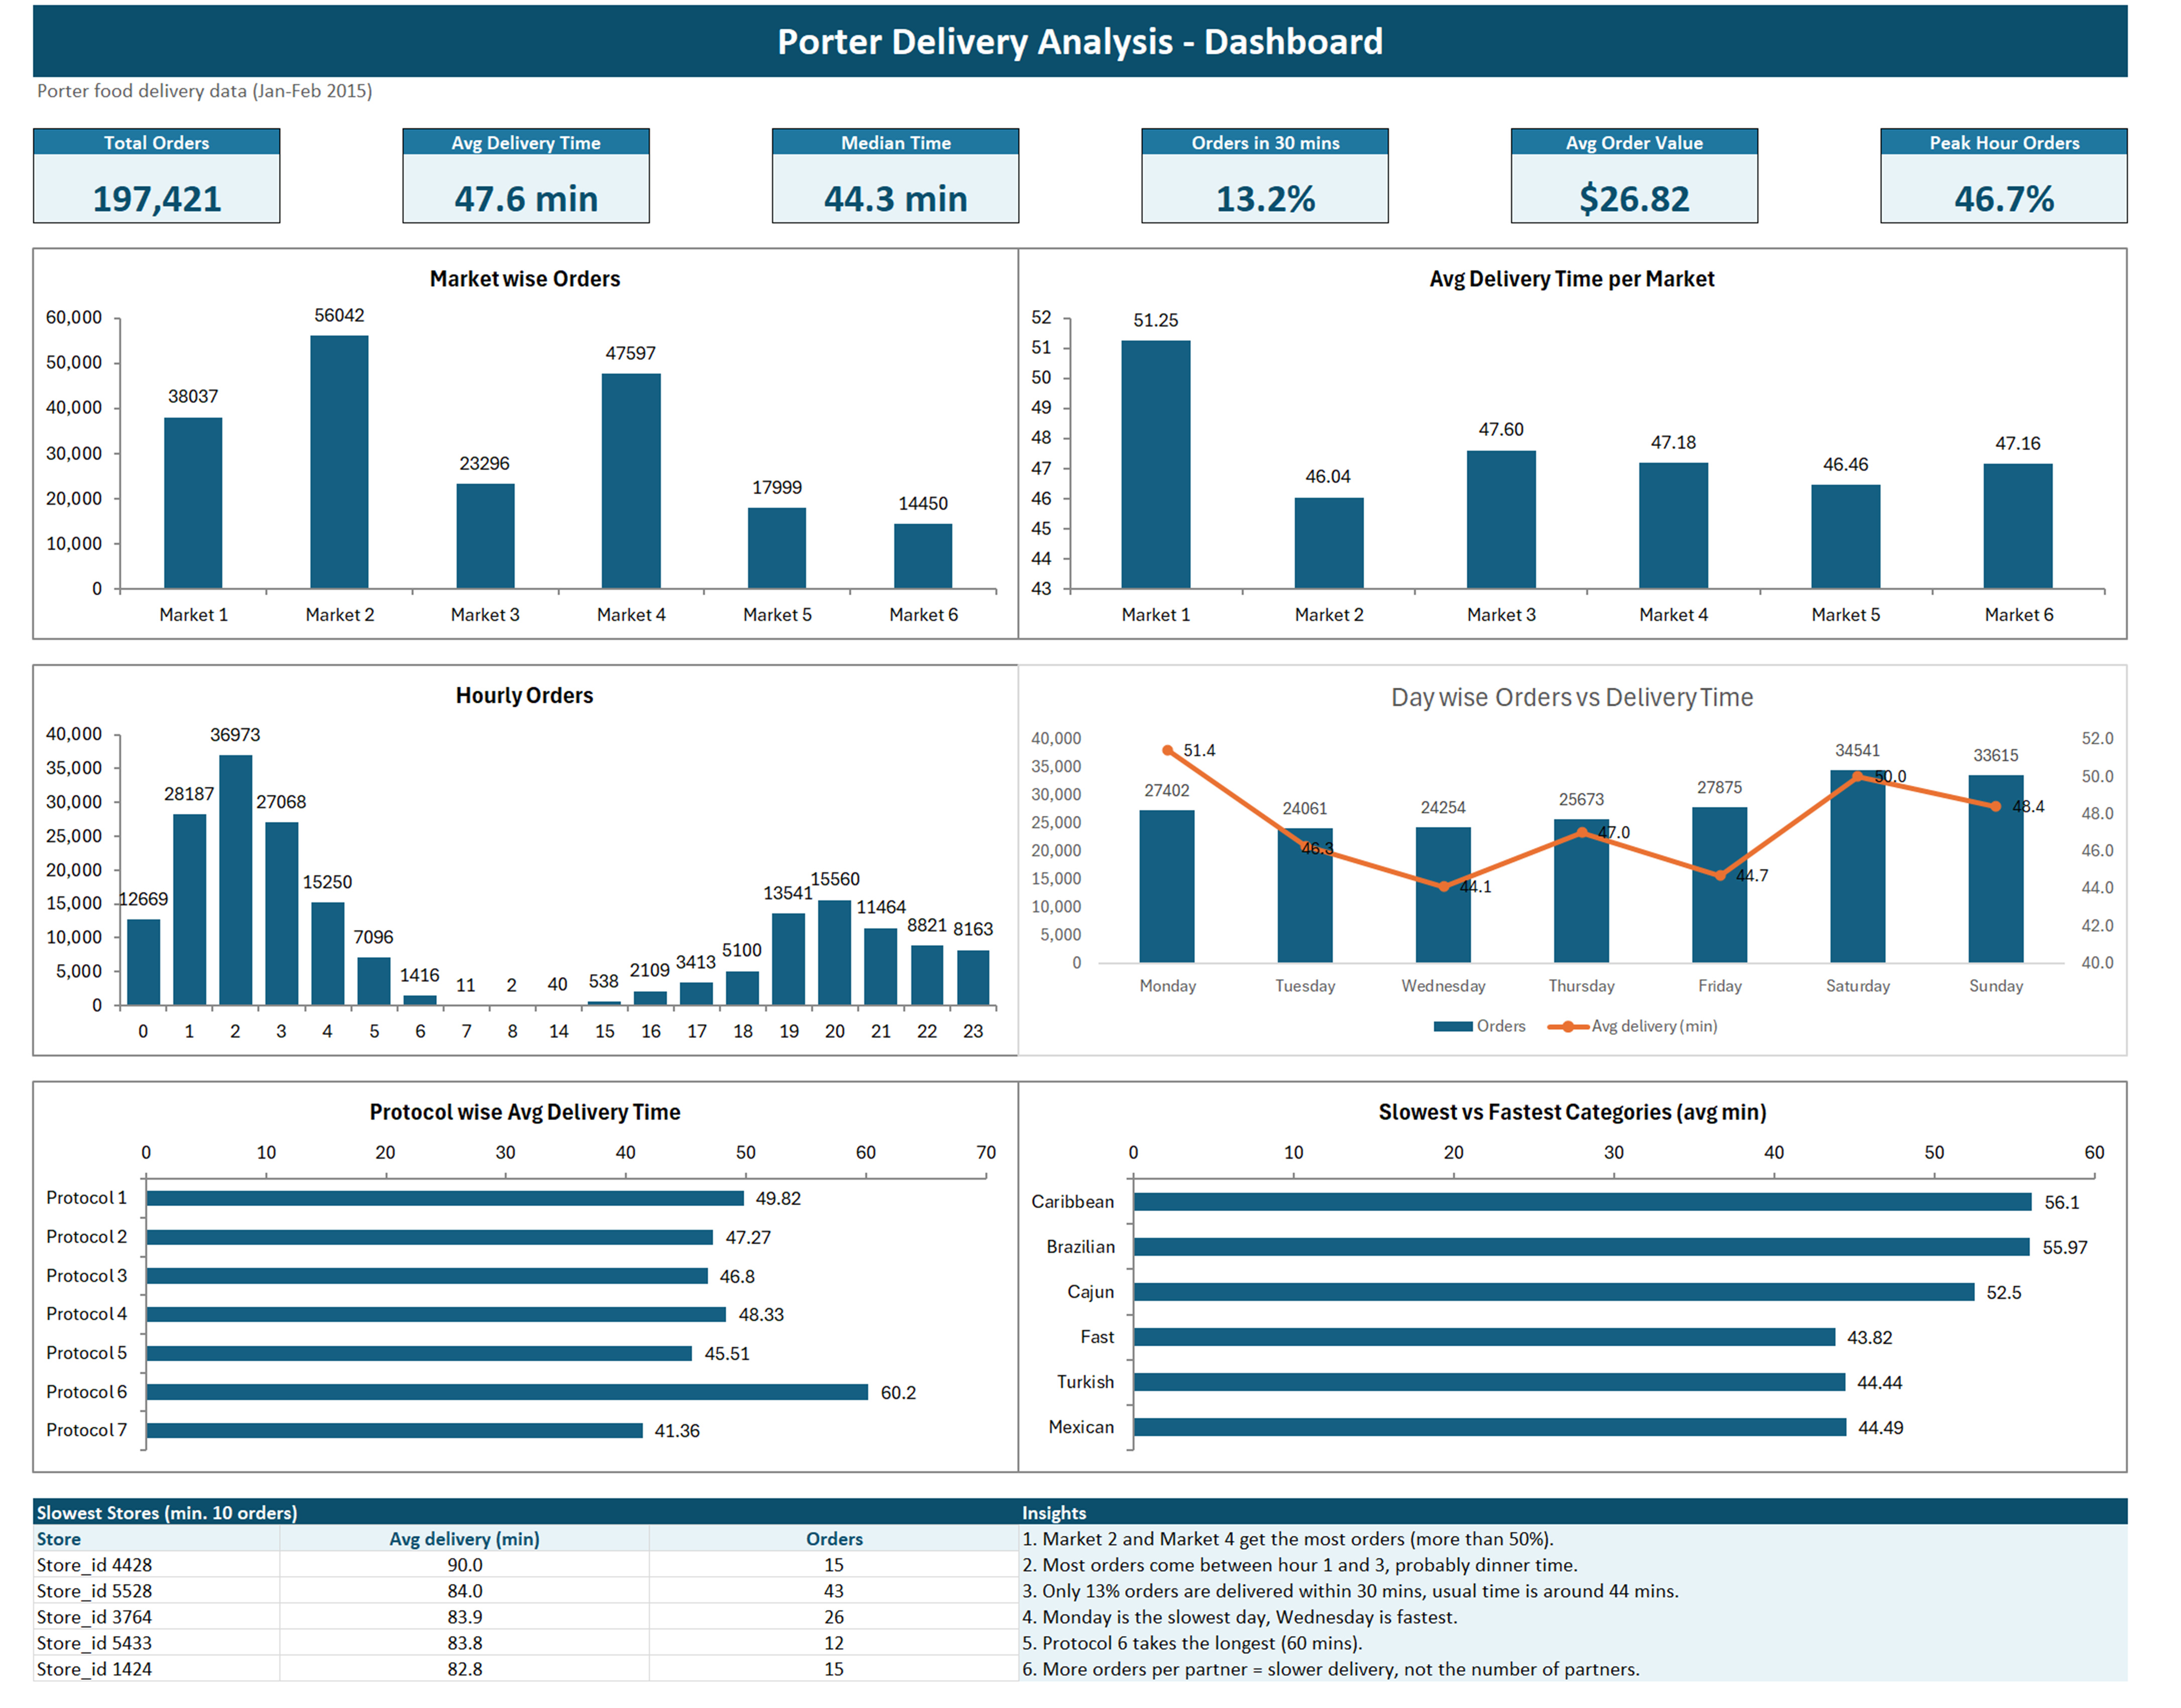 Porter Delivery Analysis - Dashboard
Porter food delivery data (Jan-Feb 2015)
Total Orders
197,421
Avg Delivery Time
47.6 min
Median Time
44.3 min
Orders in 30 mins
13.2%
Avg Order Value
$26.82
Peak Hour Orders
46.7%
Market wise Orders
60,000
50,000
40,000
30,000
20,000
10,000
0
38037
56042
23296
47597
17999
14450
Market 1
Market 2
Market 3
Market 4
Market 5
Market 6
Avg Delivery Time per Market
52
51
50
49
48
47
46
45
44
43
51.25
46.04
47.60
47.18
46.46
47.16
Market 1
Market 2
Market 3
Market 4
Market 5
Market 6
Hourly Orders
40,000
35,000
30,000
25,000
20,000
15,000
10,000
5,000
0
12669
28187
36973
27068
15250
7096
1416
11
2
40
538
2109
3413
5100
13541
15560
11464
8821
8163
0 1 2 3 4 5 6 7 8 14 15 16 17 18 19 20 21 22 23
Day wise Orders vs Delivery Time
40,000
35,000
30,000
25,000
20,000
15,000
10,000
5,000
0
27402
24061
24254
25673
27875
34541
33615
51.4
46.3
44.1
47.0
44.7
50.0
48.4
52.0
50.0
48.0
46.0
44.0
42.0
40.0
Monday
Tuesday
Wednesday
Thursday
Friday
Saturday
Sunday
Orders
Avg delivery (min)
Protocol wise Avg Delivery Time
0 10 20 30 40 50 60 70
Protocol 1 49.82
Protocol 2 47.27
Protocol 3 46.8
Protocol 4 48.33
Protocol 5 45.51
Protocol 6 60.2
Protocol 7 41.36
Slowest vs Fastest Categories (avg min)
0 10 20 30 40 50 60
Caribbean 56.1
Brazilian 55.97
Cajun 52.5
Fast 43.82
Turkish 44.44
Mexican 44.49
Slowest Stores (min. 10 orders)
Store Avg delivery (min) Orders
Store_id 4428 90.0 15
Store_id 5528 84.0 43
Store_id 3764 83.9 26
Store_id 5433 83.8 12
Store_id 1424 82.8 15
Insights
1. Market 2 and Market 4 get the most orders (more than 50%).
2. Most orders come between hour 1 and 3, probably dinner time.
3. Only 13% orders are delivered within 30 mins, usual time is around 44 mins.
4. Monday is the slowest day, Wednesday is fastest.
5. Protocol 6 takes the longest (60 mins).
6. More orders per partner = slower delivery, not the number of partners.